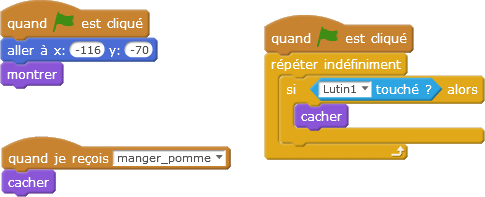 quand est cliqué
aller à x: -116 y: -70
montrer
quand je reçois manger_pomme
cacher
quand est cliqué
répéter indéfiniment
si Lutin1 touché ? alors
cacher